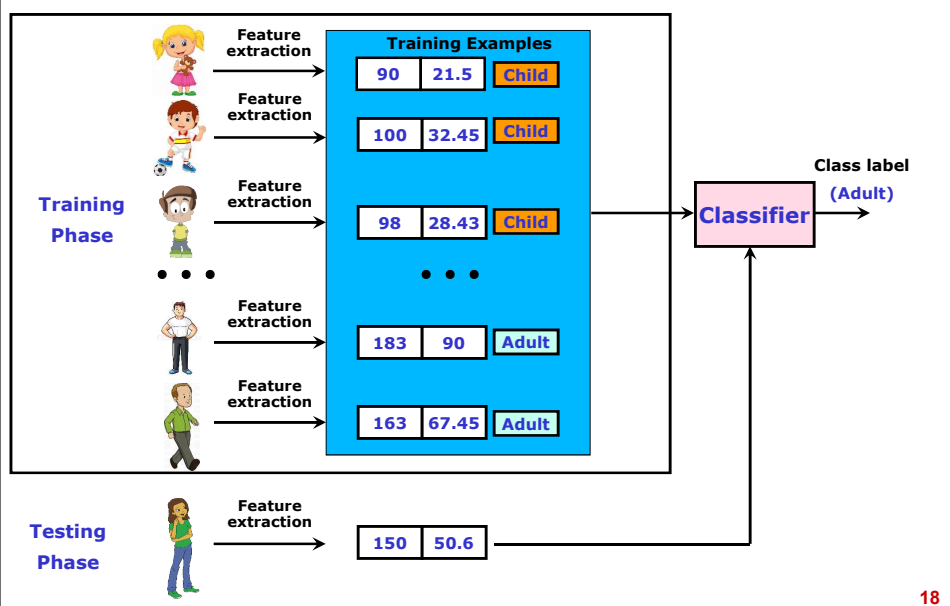 Feature
extraction
Training Examples
90 21.5 Child
Feature
extraction
100 32.45 Child
Training
Phase
Feature
extraction
98 28.43 Child
Classifier
Class label
(Adult)
Feature
extraction
183 90 Adult
Feature
extraction
163 67.45 Adult
Testing
Phase
Feature
extraction
150 50.6
18